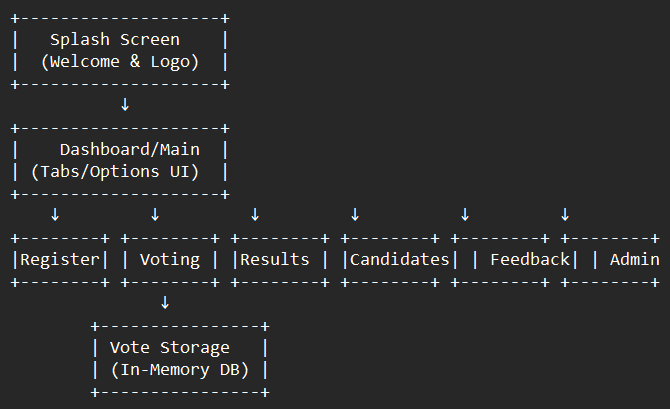 +--------------------+
|   Splash Screen    |
|  (Welcome & Logo)  |
+--------------------+
           ↓
+--------------------+
|    Dashboard/Main  |
| (Tabs/Options UI)  |
+--------------------+
    ↓         ↓         ↓         ↓          ↓         ↓
+--------+ +--------+ +--------+ +---------+ +--------+ +--------+
|Register| | Voting | |Results | |Candidates| | Feedback| | Admin
+--------+ +--------+ +--------+ +---------+ +--------+ +--------+
               ↓
        +----------------+
        | Vote Storage   |
        | (In-Memory DB) |
        +----------------+